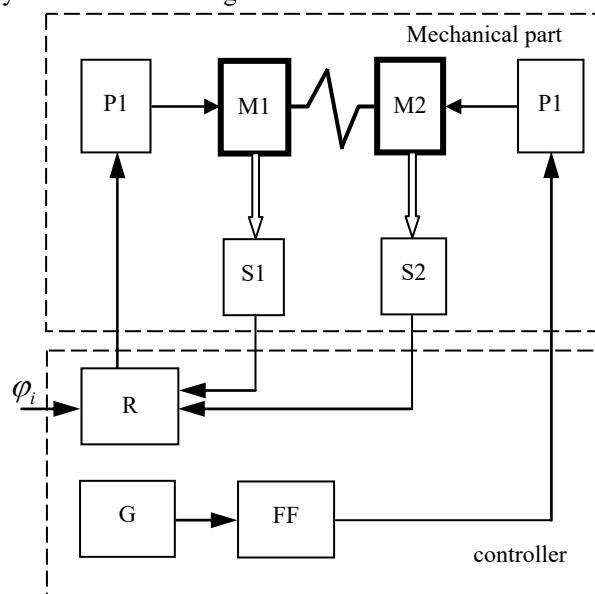 Mechanical part
P1
M1
M2
P1
S1
S2
φi
R
G
FF
controller